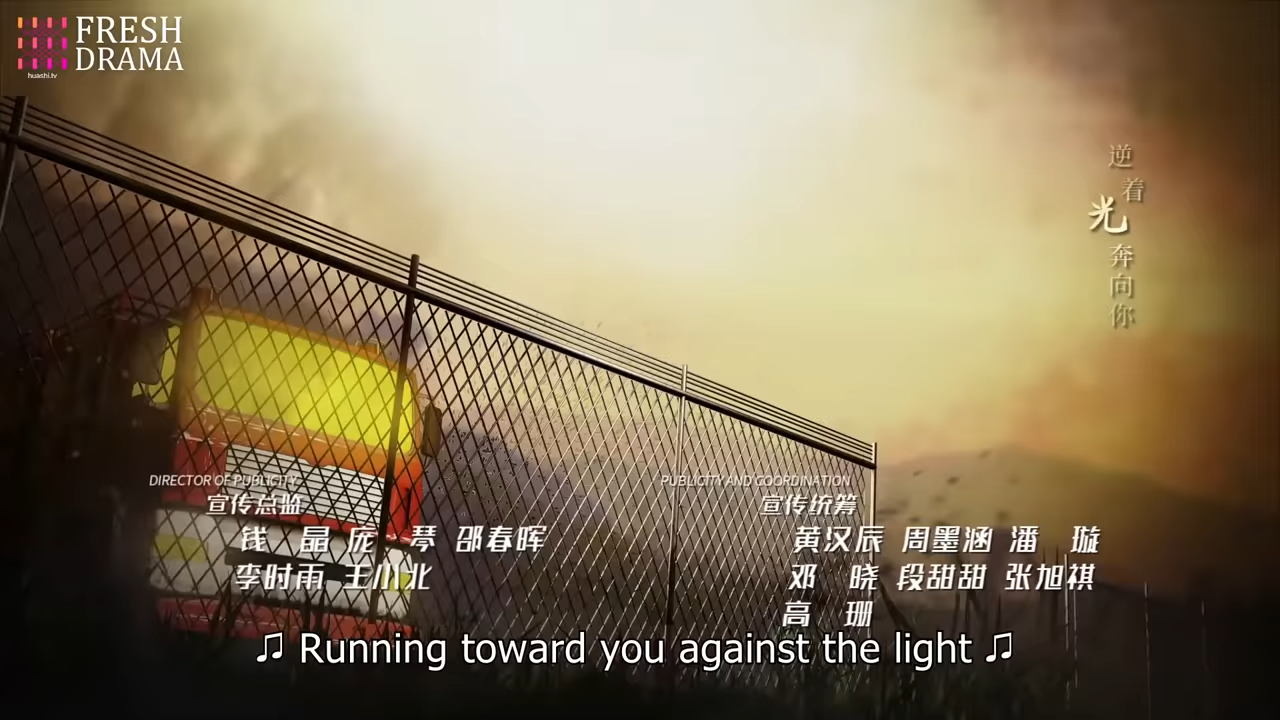 FRESH
DRAMA
huashi.tv
逆着光奔向你
DIRECTOR OF PUBLICITY
宣传总监
钱 晶 庞 琴 邵春晖
李时雨 王小北
PUBLICITY AND COORDINATION
宣传统筹
黄汉辰 周墨涵 潘 璇
邓 晓 段甜甜 张旭祺
高 珊
♫ Running toward you against the light ♫